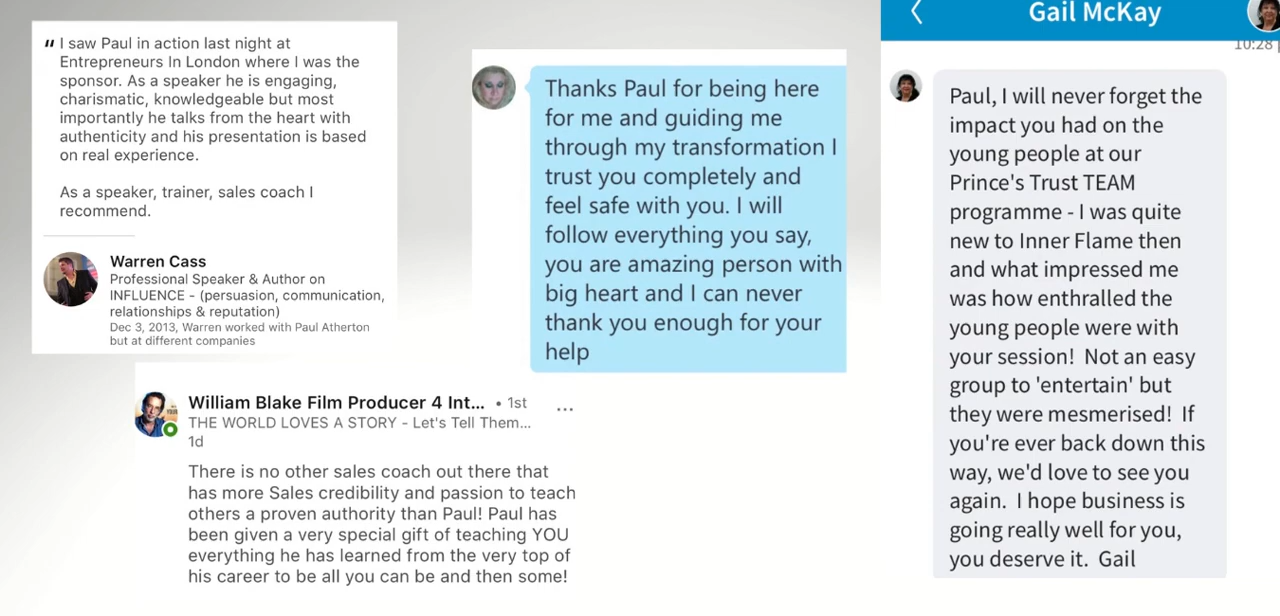 " I saw Paul in action last night at
Entrepreneurs In London where I was the
sponsor. As a speaker he is engaging,
charismatic, knowledgeable but most
importantly he talks from the heart with
authenticity and his presentation is based
on real experience.
As a speaker, trainer, sales coach I
recommend.
Warren Cass
Professional Speaker & Author on
INFLUENCE - (persuasion, communication,
relationships & reputation)
Dec 3, 2013, Warren worked with Paul Atherton
but at different companies
Thanks Paul for being here
for me and guiding me
through my transformation I
trust you completely and
feel safe with you. I will
follow everything you say,
you are amazing person with
big heart and I can never
thank you enough for your
help
William Blake Film Producer 4 Int... • 1st ...
THE WORLD LOVES A STORY - Let's Tell Them...
1d
There is no other sales coach out there that
has more Sales credibility and passion to teach
others a proven authority than Paul! Paul has
been given a very special gift of teaching YOU
everything he has learned from the very top of
his career to be all you can be and then some!
Gail McKay
10:28
Paul, I will never forget the
impact you had on the
young people at our
Prince's Trust TEAM
programme - I was quite
new to Inner Flame then
and what impressed me
was how enthralled the
young people were with
your session!  Not an easy
group to 'entertain' but
they were mesmerised!  If
you're ever back down this
way, we'd love to see you
again.  I hope business is
going really well for you,
you deserve it.  Gail